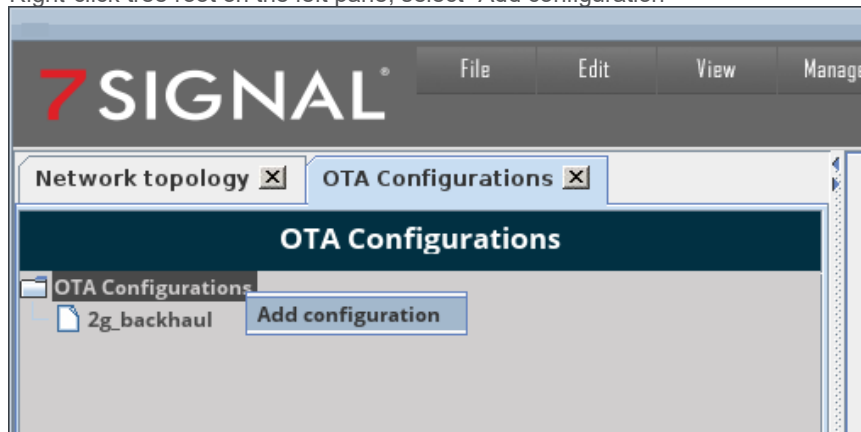 Right-click tree root on the left pane, select "Add configuration"
7SIGNAL®
File Edit View Manage
Network topology OTA Configurations
OTA Configurations
OTA Configurations
2g_backhaul
Add configuration